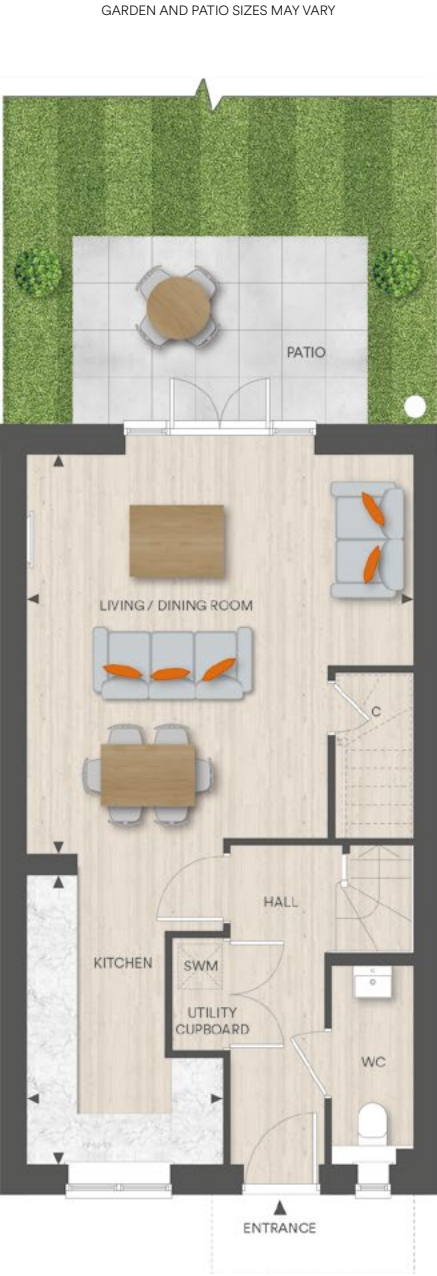 GARDEN AND PATIO SIZES MAY VARY
PATIO
LIVING / DINING ROOM
C
HALL
KITCHEN
SWM
UTILITY
CUPBOARD
WC
ENTRANCE